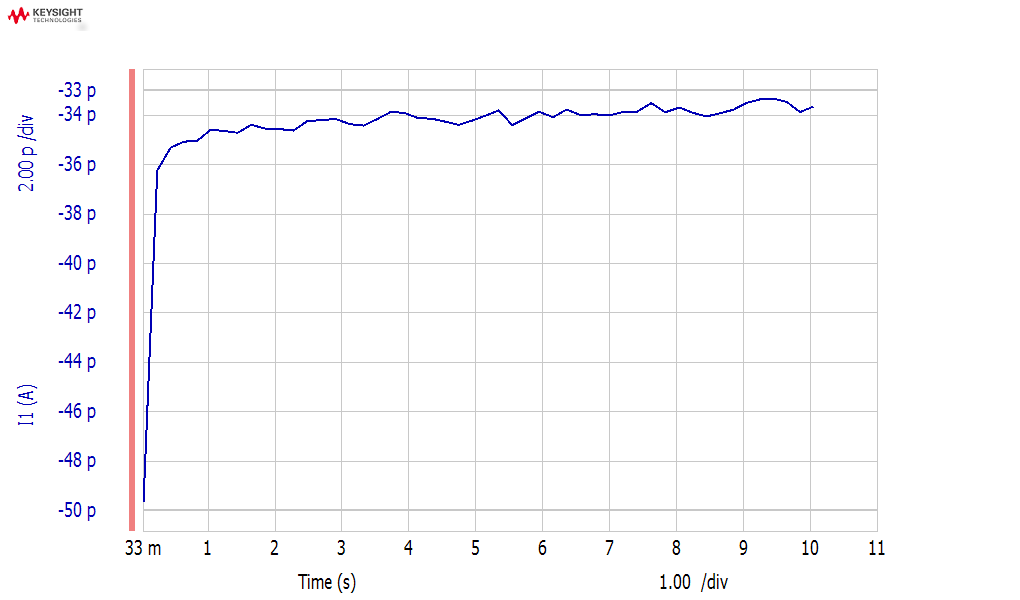 KEYSIGHT
TECHNOLOGIES
-33 p
-34 p
-36 p
-38 p
-40 p
-42 p
-44 p
-46 p
-48 p
-50 p
2.00 p /div
I1 (A)
33 m 1 2 3 4 5 6 7 8 9 10 11
Time (s) 1.00 /div